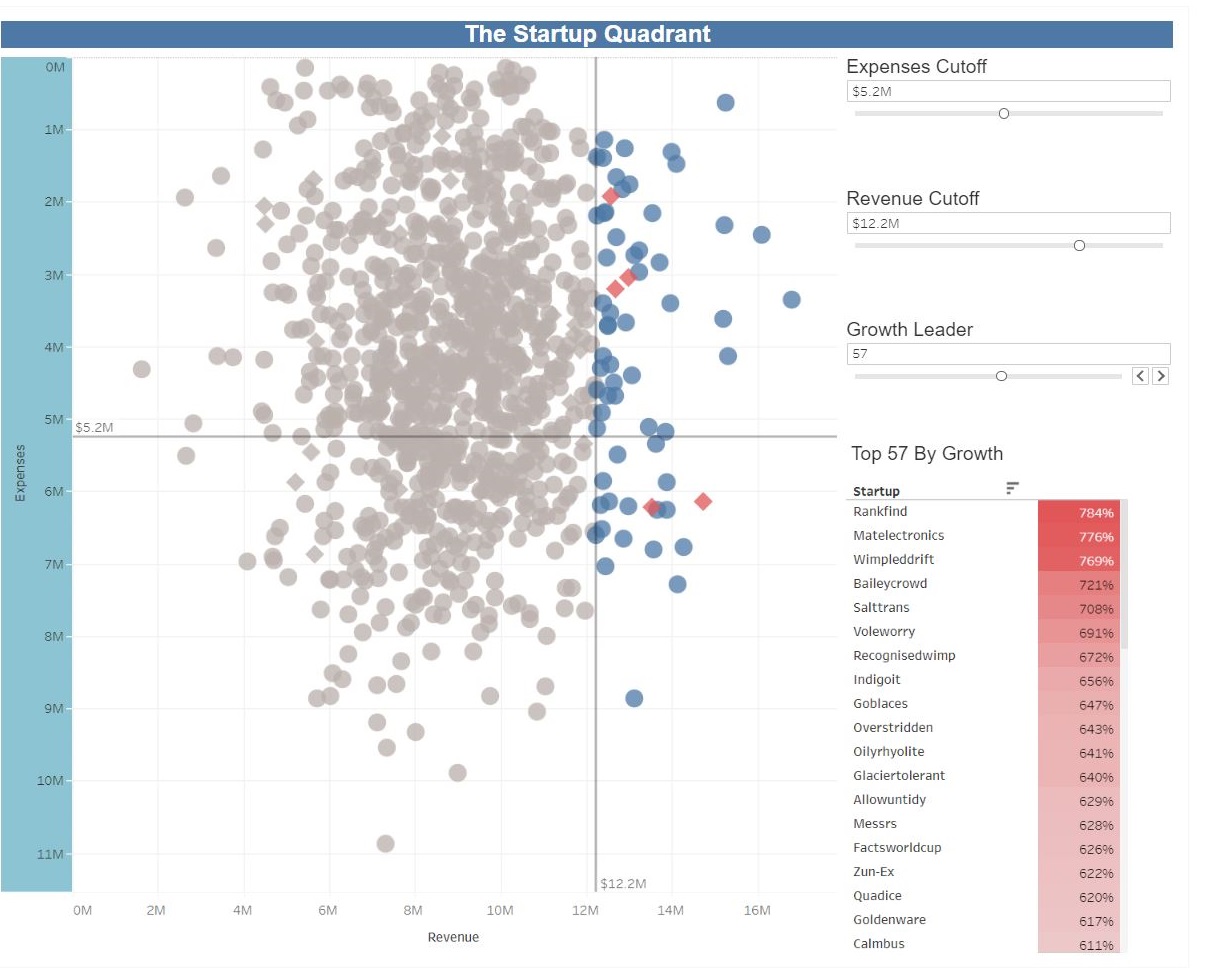 The Startup Quadrant
0M
1M
2M
3M
4M
5M
$5.2M
6M
7M
8M
9M
10M
11M
Expenses
$12.2M
0M 2M 4M 6M 8M 10M 12M 14M 16M
Revenue
Expenses Cutoff
$5.2M
Revenue Cutoff
$12.2M
Growth Leader
57
Top 57 By Growth
Startup
Rankfind 784%
Matelectronics 776%
Wimpleddrift 769%
Baileycrowd 721%
Salttrans 708%
Voleworry 691%
Recognisedwimp 672%
Indigoit 656%
Goblaces 647%
Overstridden 643%
Oilyrhyolite 641%
Glaciertolerant 640%
Allowuntidy 629%
Messrs 628%
Factsworldcup 626%
Zun-Ex 622%
Quadice 620%
Goldenware 617%
Calmbus 611%